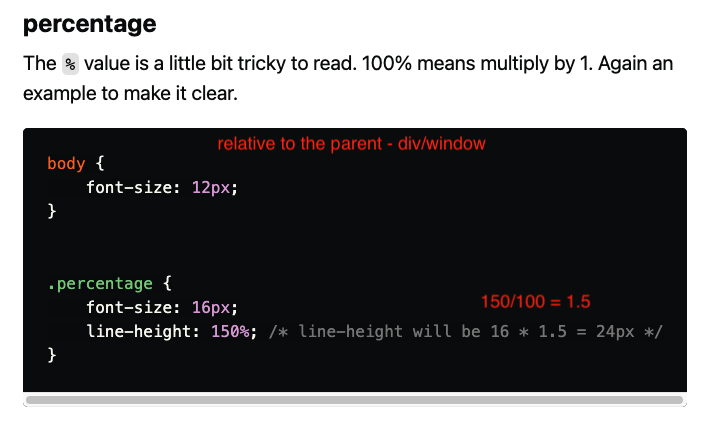 percentage
The % value is a little bit tricky to read. 100% means multiply by 1. Again an
example to make it clear.
relative to the parent - div/window
body {
    font-size: 12px;
}
.percentage {
    font-size: 16px;
150/100 = 1.5
    line-height: 150%; /* line-height will be 16 * 1.5 = 24px */
}